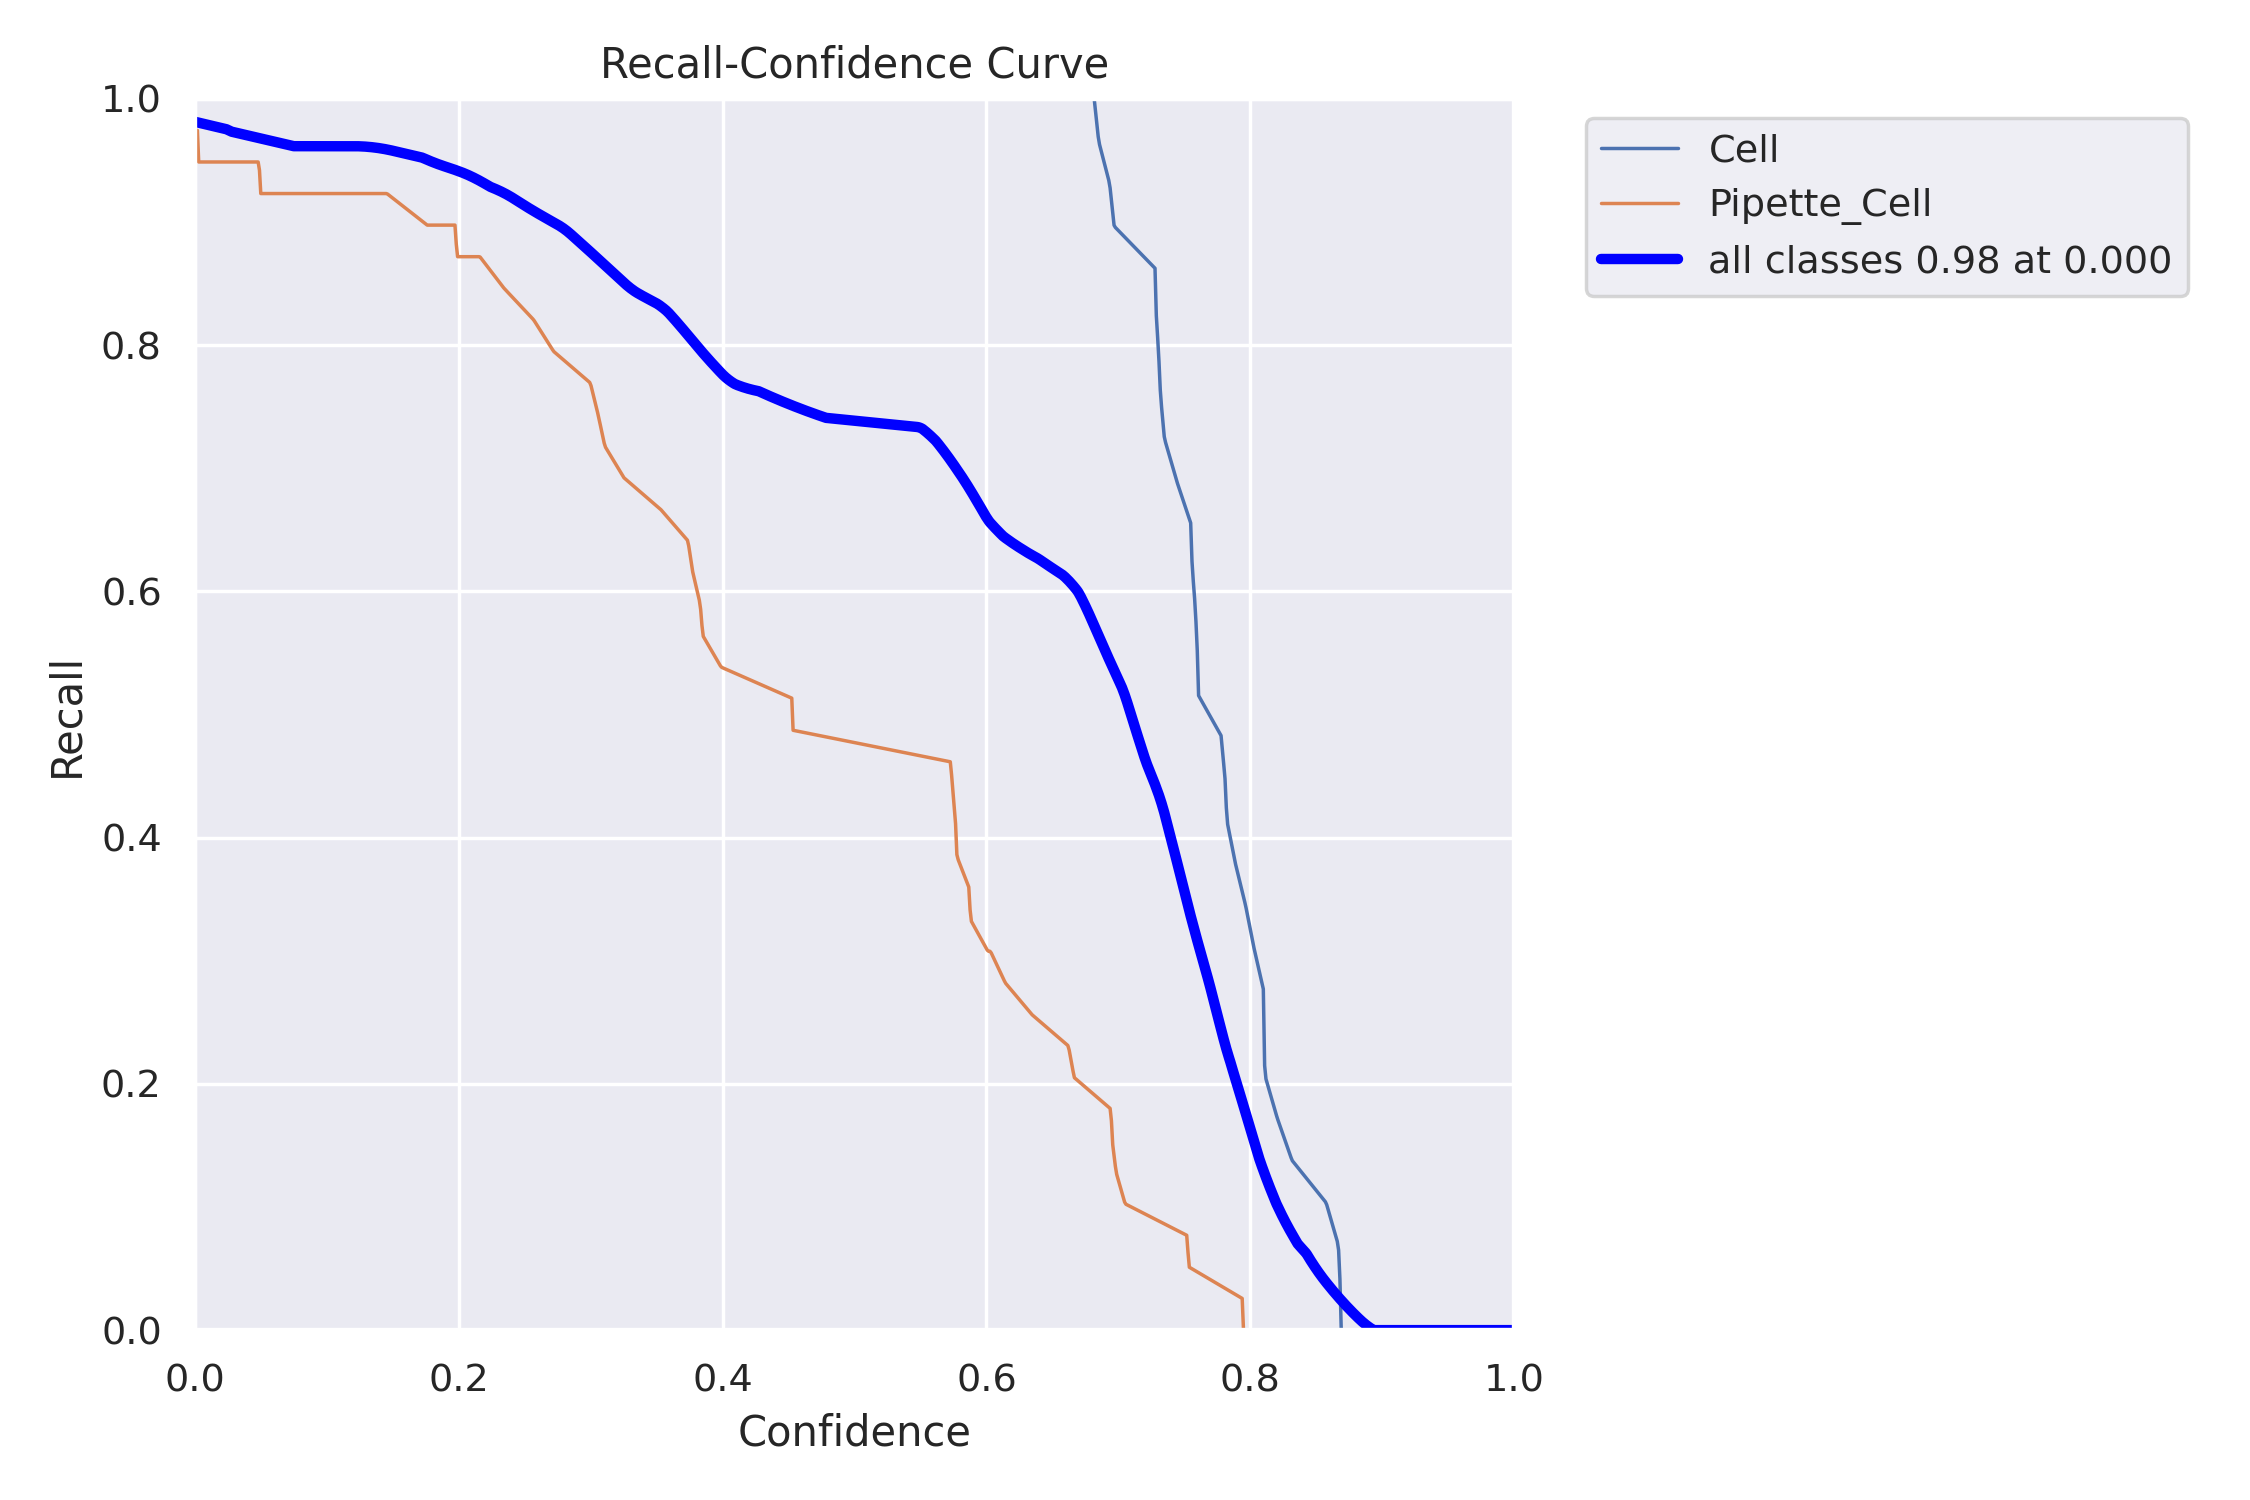 Recall-Confidence Curve
1.0
0.8
0.6
0.4
0.2
0.0
Recall
0.0 0.2 0.4 0.6 0.8 1.0
Confidence
Cell
Pipette_Cell
all classes 0.98 at 0.000